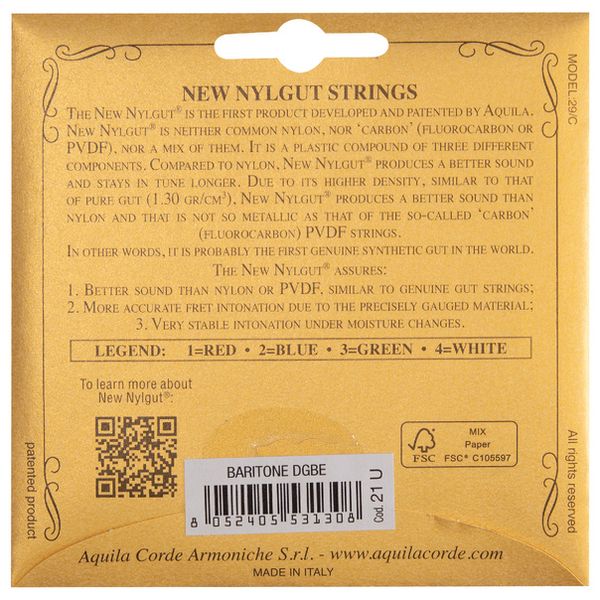 NEW NYLGUT STRINGS
THE NEW NYLGUT® IS THE FIRST PRODUCT DEVELOPED AND PATENTED BY AQUILA.
NEW NYLGUT® IS NEITHER COMMON NYLON, NOR ‘CARBON’ (FLUOROCARBON OR
PVDF), NOR A MIX OF THEM. IT IS A PLASTIC COMPOUND OF THREE DIFFERENT
COMPONENTS. COMPARED TO NYLON, NEW NYLGUT® PRODUCES A BETTER SOUND
AND STAYS IN TUNE LONGER. DUE TO ITS HIGHER DENSITY, SIMILAR TO THAT
OF PURE GUT (1.30 GR/CM³), NEW NYLGUT® PRODUCES A BETTER SOUND THAN
NYLON AND THAT IS NOT SO METALLIC AS THAT OF THE SO-CALLED ‘CARBON’
(FLUOROCARBON) PVDF STRINGS.
IN OTHER WORDS, IT IS PROBABLY THE FIRST GENUINE SYNTHETIC GUT IN THE WORLD.
THE NEW NYLGUT® ASSURES:
1. BETTER SOUND THAN NYLON OR PVDF. SIMILAR TO GENUINE GUT STRINGS;
2. MORE ACCURATE FRET INTONATION DUE TO THE PRECISELY GAUGED MATERIAL;
3. VERY STABLE INTONATION UNDER MOISTURE CHANGES.
LEGEND: 1=RED • 2=BLUE • 3=GREEN • 4=WHITE
To learn more about
New Nylgut®:
FSC
MIX
Paper
FSC® C105597
BARITONE DGBE
8 052405 531308
Cod. 21 U
Aquila Corde Armoniche S.r.l. - www.aquilacorde.com
MADE IN ITALY
patented product
MODEL:29/C
All rights reserved